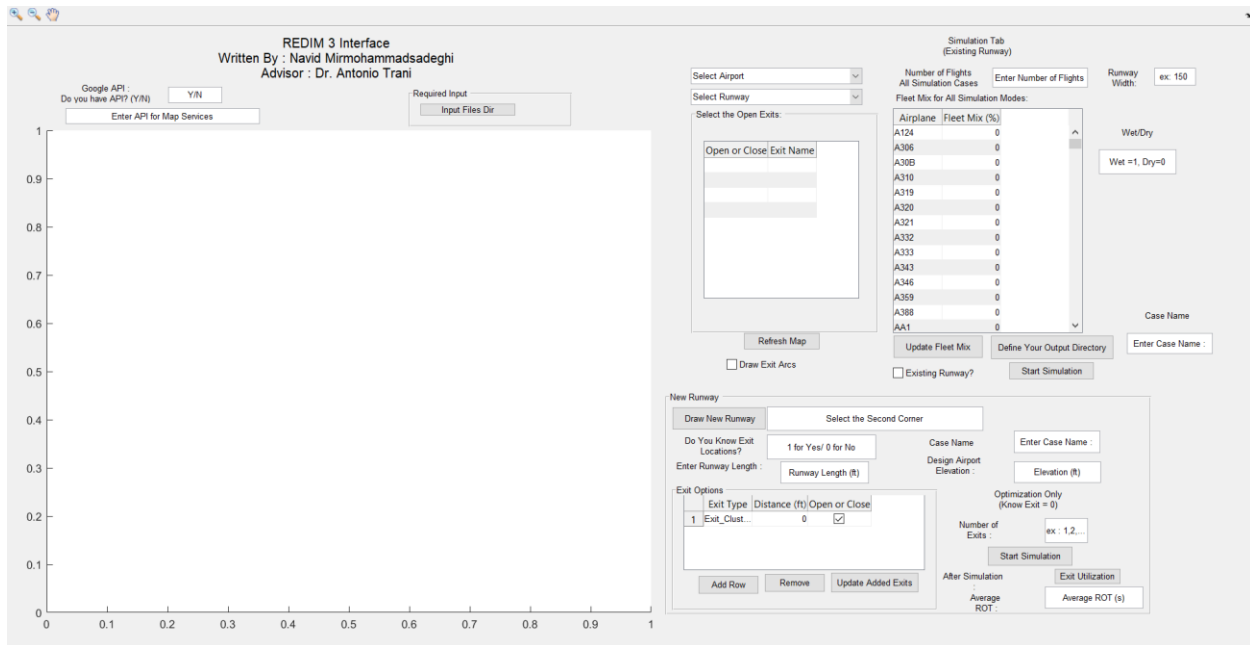 REDIM 3 Interface
Written By : Navid Mirmohammadsadeghi
Advisor : Dr. Antonio Trani
Google API :
Do you have API? (Y/N)
Y/N
Enter API for Map Services
Required Input
Input Files Dir
1
0.9
0.8
0.7
0.6
0.5
0.4
0.3
0.2
0.1
0
0 0.1 0.2 0.3 0.4 0.5 0.6 0.7 0.8 0.9 1
Select Airport
Select Runway
Select the Open Exits:
Open or Close Exit Name
Refresh Map
Draw Exit Arcs
Simulation Tab
(Existing Runway)
Number of Flights
All Simulation Cases
Enter Number of Flights
Runway
Width:
ex: 150
Fleet Mix for All Simulation Modes:
Airplane Fleet Mix (%)
A124 0
A306 0
A30B 0
A310 0
A319 0
A320 0
A321 0
A332 0
A333 0
A343 0
A346 0
A359 0
A388 0
AA1 0
Wet/Dry
Wet =1, Dry=0
Case Name
Enter Case Name :
Update Fleet Mix
Define Your Output Directory
Existing Runway?
Start Simulation
New Runway
Draw New Runway
Select the Second Corner
Do You Know Exit
Locations?
1 for Yes/ 0 for No
Case Name
Enter Case Name :
Enter Runway Length :
Runway Length (ft)
Design Airport
Elevation :
Elevation (ft)
Exit Options
Exit Type Distance (ft) Open or Close
1 Exit_Clust... 0
Add Row
Remove
Update Added Exits
Optimization Only
(Know Exit = 0)
Number of
Exits :
ex : 1,2,...
Start Simulation
After Simulation
:
Exit Utilization
Average
ROT :
Average ROT (s)